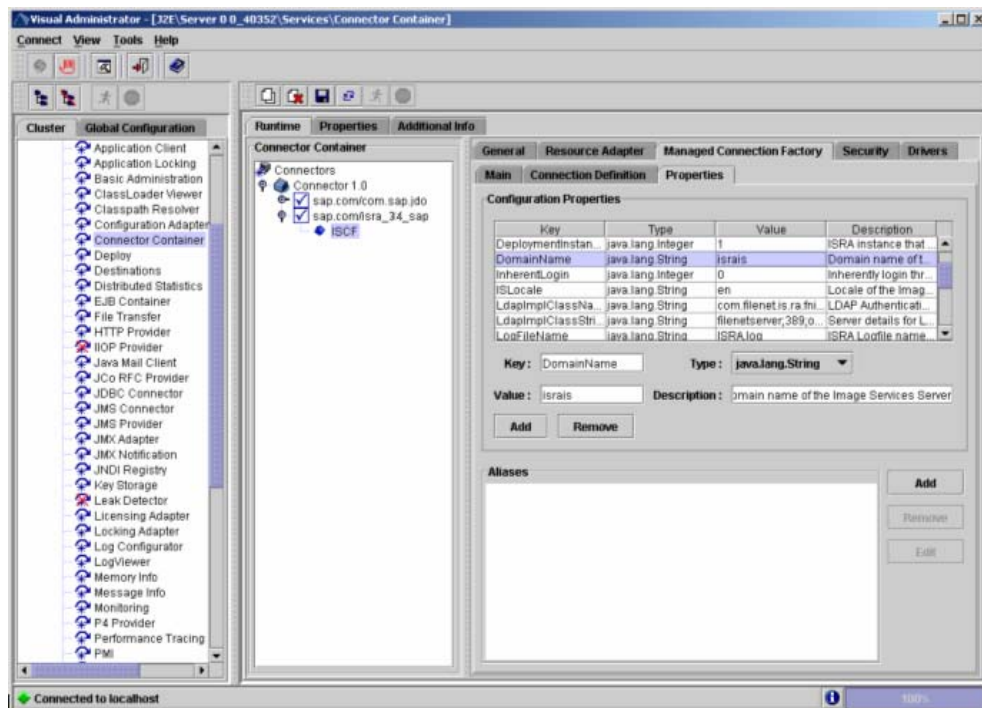 Visual Administrator - [J2E\Server 0 0_40352\Services\Connector Container]
Connect View Tools Help
Cluster Global Configuration
Application Client
Application Locking
Basic Administration
ClassLoader Viewer
Classpath Resolver
Configuration Adapter
Connector Container
Deploy
Destinations
Distributed Statistics
EJB Container
File Transfer
HTTP Provider
IIOP Provider
Java Mail Client
JCo RFC Provider
JDBC Connector
JMS Connector
JMS Provider
JMX Adapter
JMX Notification
JNDI Registry
Key Storage
Leak Detector
Licensing Adapter
Locking Adapter
Log Configurator
LogViewer
Memory Info
Message Info
Monitoring
P4 Provider
Performance Tracing
PMI
Runtime Properties Additional Info
Connector Container
Connectors
Connector 1.0
sap.com/com.sap.jdo
sap.com/isra_34_sap
ISCF
General Resource Adapter Managed Connection Factory Security Drivers
Main Connection Definition Properties
Configuration Properties
Key Type Value Description
DeploymentInstan... java.lang.Integer 1 ISRA instance that ...
DomainName java.lang.String israis Domain name of t...
InherentLogin java.lang.Integer 0 Inherently login thr...
ISLocale java.lang.String en Locale of the Imag...
LdapImplClassNa... java.lang.String com.filenet.is.ra.fni... LDAP Authenticati...
LdapImplClassStri... java.lang.String filenetserver,389,o... Server details for L...
LogFileName java.lang.String ISRA.log ISRA Logfile name...
Key : DomainName Type : java.lang.String
Value : israis Description : omain name of the Image Services Server
Add Remove
Aliases
Add
Remove
Edit
Connected to localhost 100%